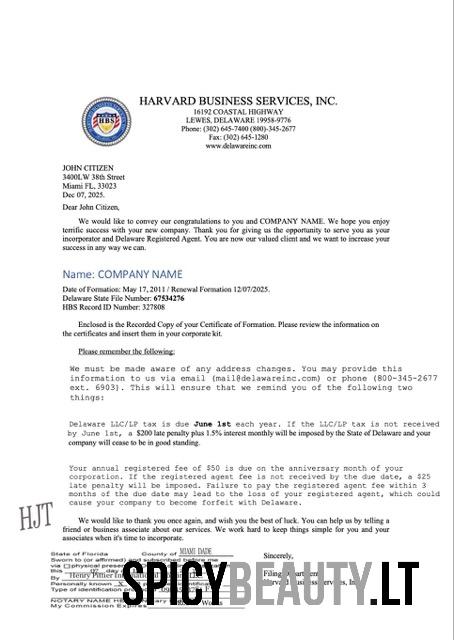 HARVARD BUSINESS SERVICES, INC.
16192 COASTAL HIGHWAY
LEWES, DELAWARE 19958-9776
Phone: (302) 645-7400 (800)-345-2677
Fax: (302) 645-1280
www.delawareinc.com
HBS
JOHN CITIZEN
3400LW 38th Street
Miami FL, 33023
Dec 07, 2025.
Dear John Citizen,
We would like to convey our congratulations to you and COMPANY NAME. We hope you enjoy
terrific success with your new company. Thank you for giving us the opportunity to serve you as your
incorporator and Delaware Registered Agent. You are now our valued client and we want to increase your
success in any way we can.
Name: COMPANY NAME
Date of Formation: May 17, 2011 / Renewal Formation 12/07/2025.
Delaware State File Number: 67534276
HBS Record ID Number: 327808
Enclosed is the Recorded Copy of your Certificate of Formation. Please review the information on
the certificates and insert them in your corporate kit.
Please remember the following:
We must be made aware of any address changes. You may provide this
information to us via email (mail@delawareinc.com) or phone (800-345-2677
ext. 6903). This will ensure that we remind you of the following two
things:
Delaware LLC/LP tax is due June 1st each year. If the LLC/LP tax is not received
by June 1st, a $200 late penalty plus 1.5% interest monthly will be imposed by the State of Delaware and your
company will cease to be in good standing.
Your annual registered fee of $50 is due on the anniversary month of your
corporation. If the registered agent fee is not received by the due date, a $25
late penalty will be imposed. Failure to pay the registered agent fee within 3
months of the due date may lead to the loss of your registered agent, which could
cause your company to become forfeit with Delaware.
HJT
We would like to thank you once again, and wish you the best of luck. You can help us by telling a
friend or business associate about our services. We work hard to keep things simple for you and your
associates when it's time to incorporate.
State of Florida County of MIAMI DADE
Sworn to (or affirmed) and subscribed before me
via physical presence
this 07 day
By Henry Pittier
Personally known X
Type of identification
NOTARY NAME
My Commission Expires
Sincerely,
Filing Department
Harvard Business Services, Inc.
SPICYBEAUTY.LT